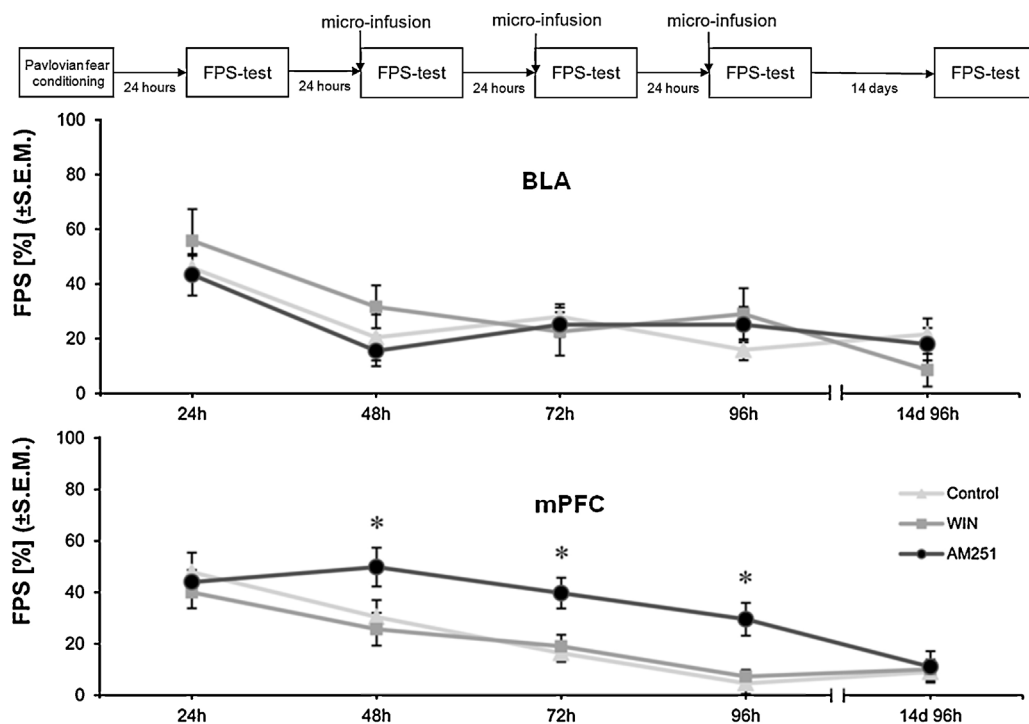 micro-infusion micro-infusion micro-infusion
Pavlovian fear
conditioning
FPS-test FPS-test FPS-test FPS-test FPS-test
24 hours 24 hours 24 hours 24 hours 14 days
FPS [%] (±S.E.M.)
BLA
100
80
60
40
20
0
24h 48h 72h 96h 14d 96h
FPS [%] (±S.E.M.)
mPFC
100
80
60
40
20
0
* * *
Control
WIN
AM251
24h 48h 72h 96h 14d 96h